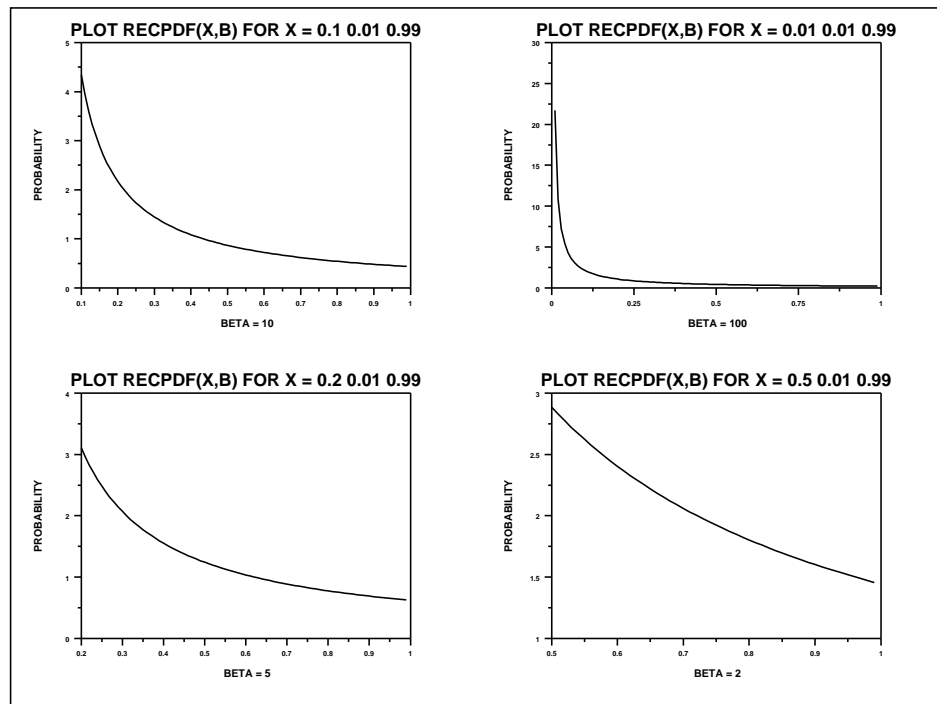 PLOT RECPDF(X,B) FOR X = 0.1 0.01 0.99
5
4
3
2
1
0
PROBABILITY
0.1 0.2 0.3 0.4 0.5 0.6 0.7 0.8 0.9 1
BETA = 10
PLOT RECPDF(X,B) FOR X = 0.01 0.01 0.99
30
25
20
15
10
5
0
PROBABILITY
0 0.25 0.5 0.75 1
BETA = 100
PLOT RECPDF(X,B) FOR X = 0.2 0.01 0.99
4
3
2
1
0
PROBABILITY
0.2 0.3 0.4 0.5 0.6 0.7 0.8 0.9 1
BETA = 5
PLOT RECPDF(X,B) FOR X = 0.5 0.01 0.99
3
2.5
2
1.5
1
PROBABILITY
0.5 0.6 0.7 0.8 0.9 1
BETA = 2